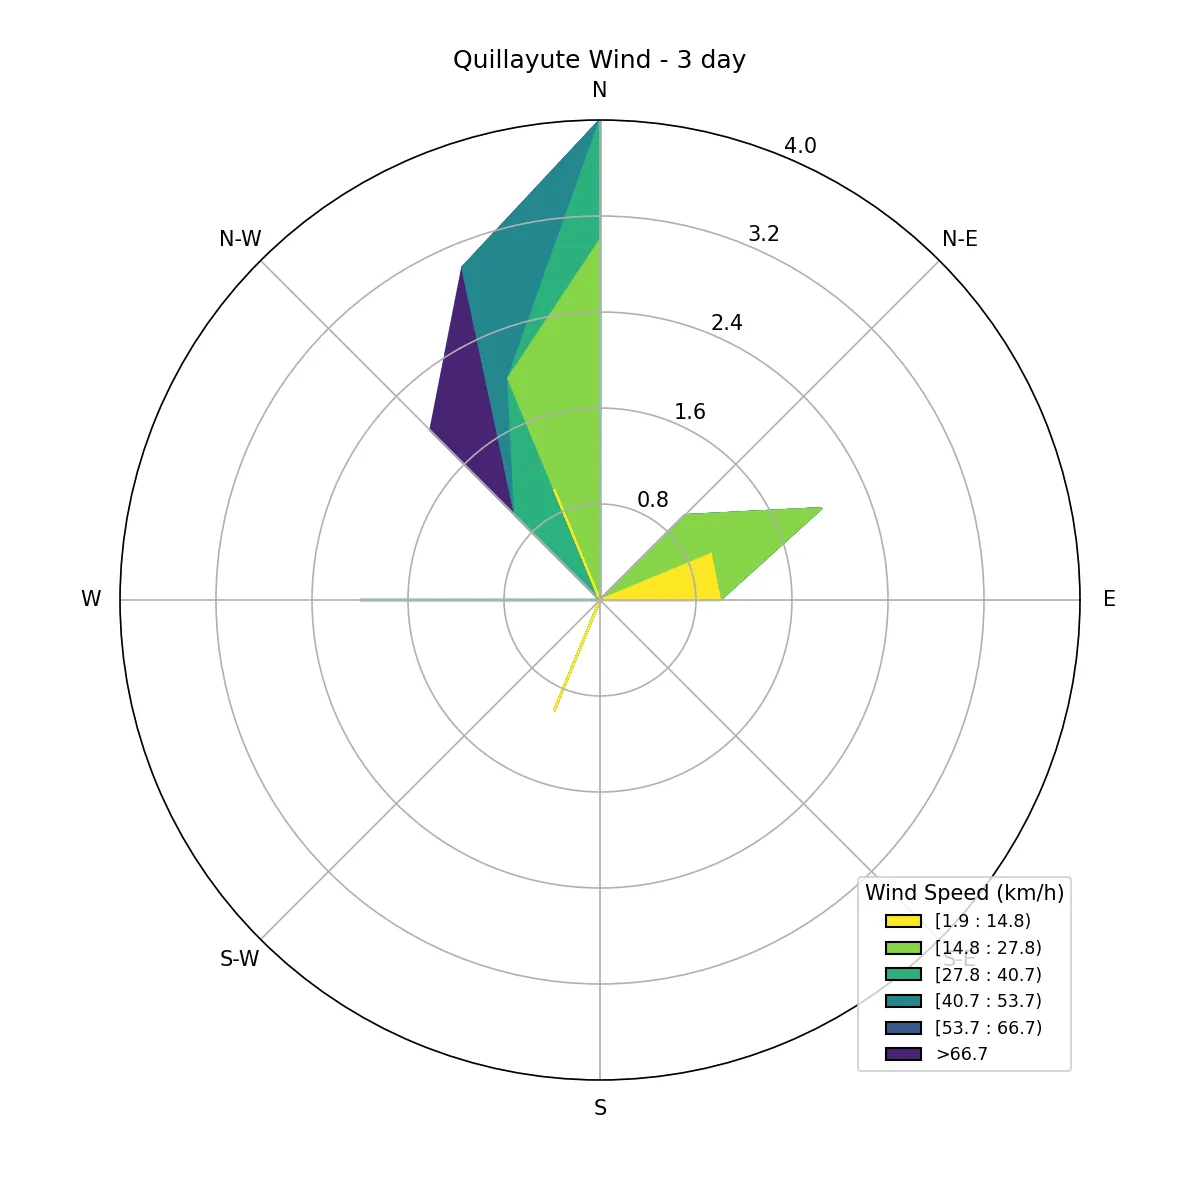 Quillayute Wind - 3 day
N
4.0
N-W
3.2
N-E
2.4
1.6
0.8
W
E
S-W
S-E
S
Wind Speed (km/h)
[1.9 : 14.8)
[14.8 : 27.8)
[27.8 : 40.7)
[40.7 : 53.7)
[53.7 : 66.7)
>66.7